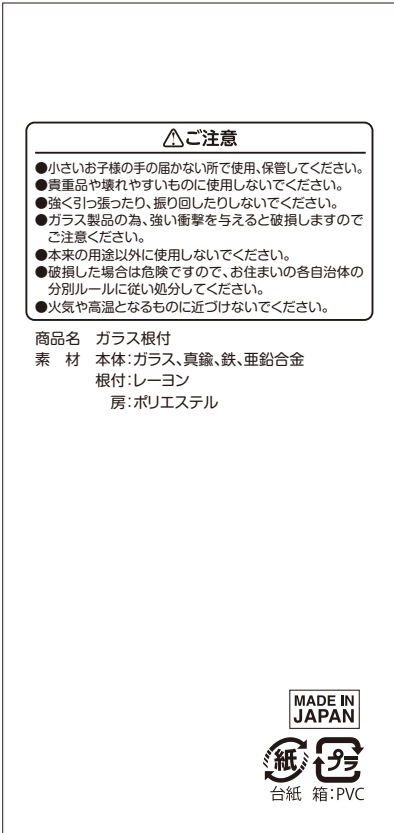 ⚠ご注意
●小さいお子様の手の届かない所で使用、保管してください。
●貴重品や壊れやすいものに使用しないでください。
●強く引っ張ったり、振り回したりしないでください。
●ガラス製品の為、強い衝撃を与えると破損しますので
ご注意ください。
●本来の用途以外に使用しないでください。
●破損した場合は危険ですので、お住まいの各自治体の
分別ルールに従い処分してください。
●火気や高温となるものに近づけないでください。
商品名 ガラス根付
素 材 本体:ガラス、真鍮、鉄、亜鉛合金
根付:レーヨン
房:ポリエステル
MADE IN
JAPAN
紙 プラ
台紙 箱:PVC